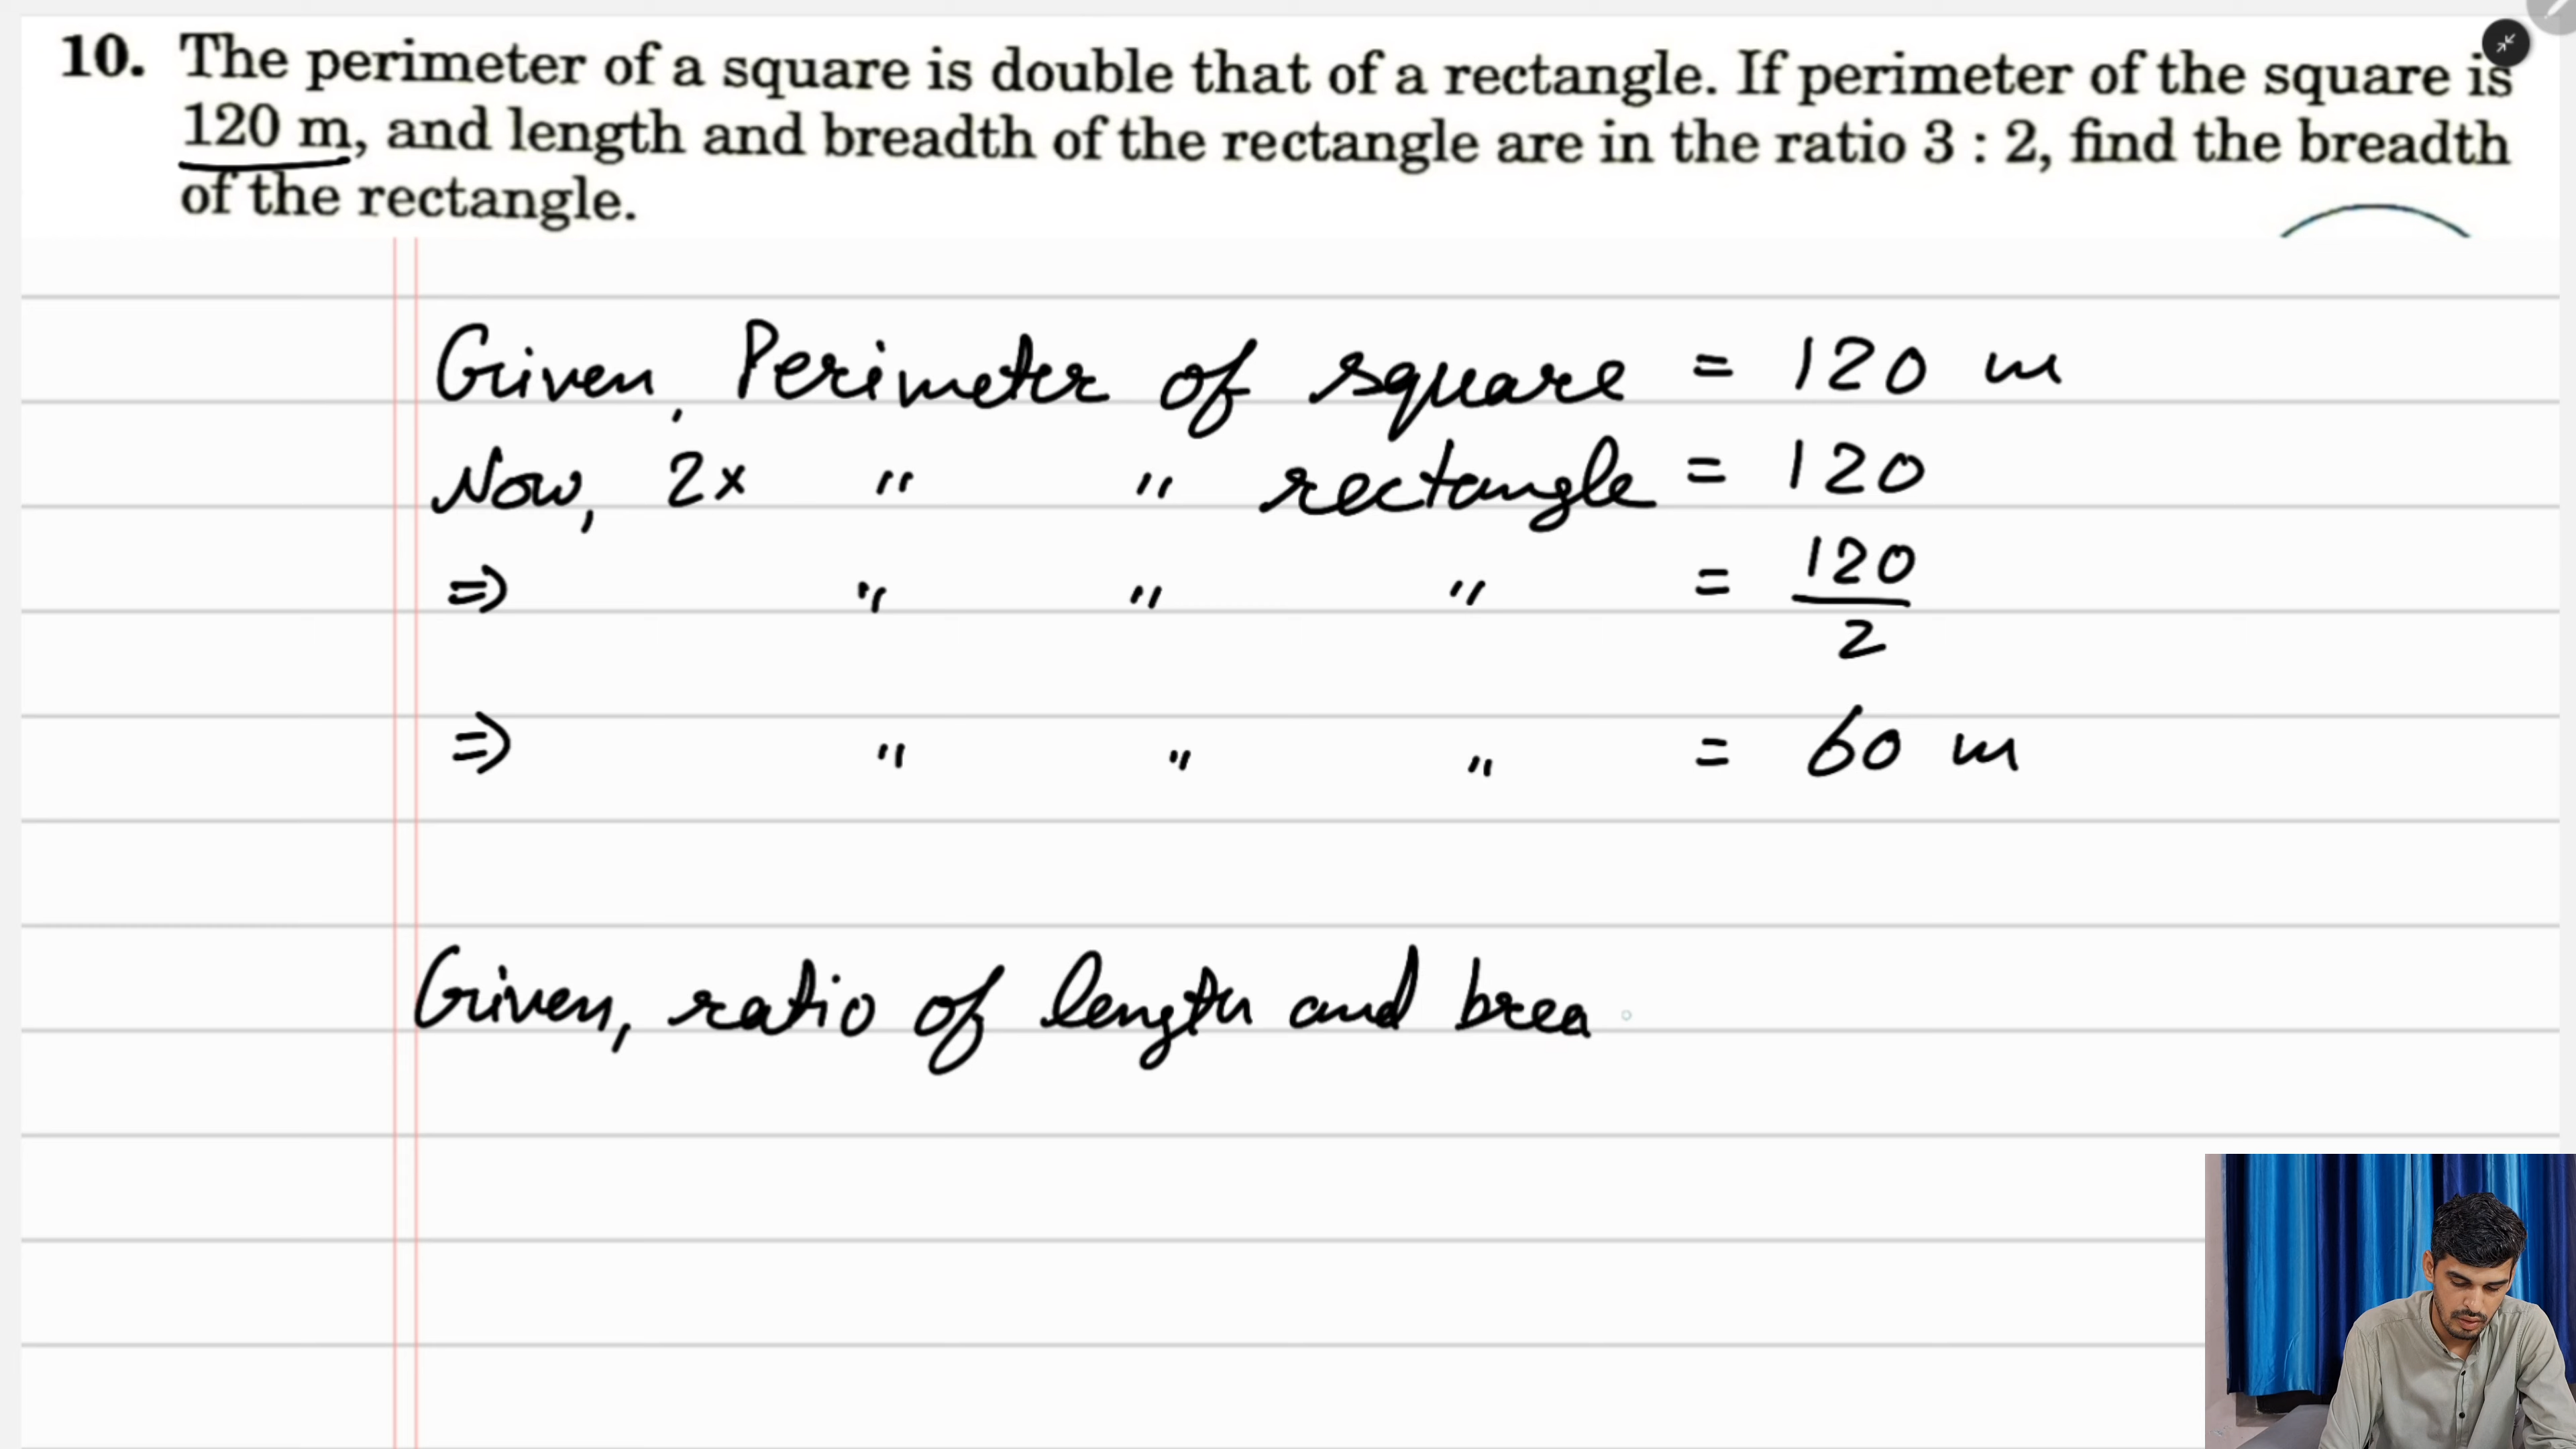 10. The perimeter of a square is double that of a rectangle. If perimeter of the square is
120 m, and length and breadth of the rectangle are in the ratio 3 : 2, find the breadth
of the rectangle.
Given, Perimeter of square = 120 m
Now, 2x " " rectangle = 120
⇒ " " " = 120/2
⇒ " " " = 60 m
Given, ratio of length and brea